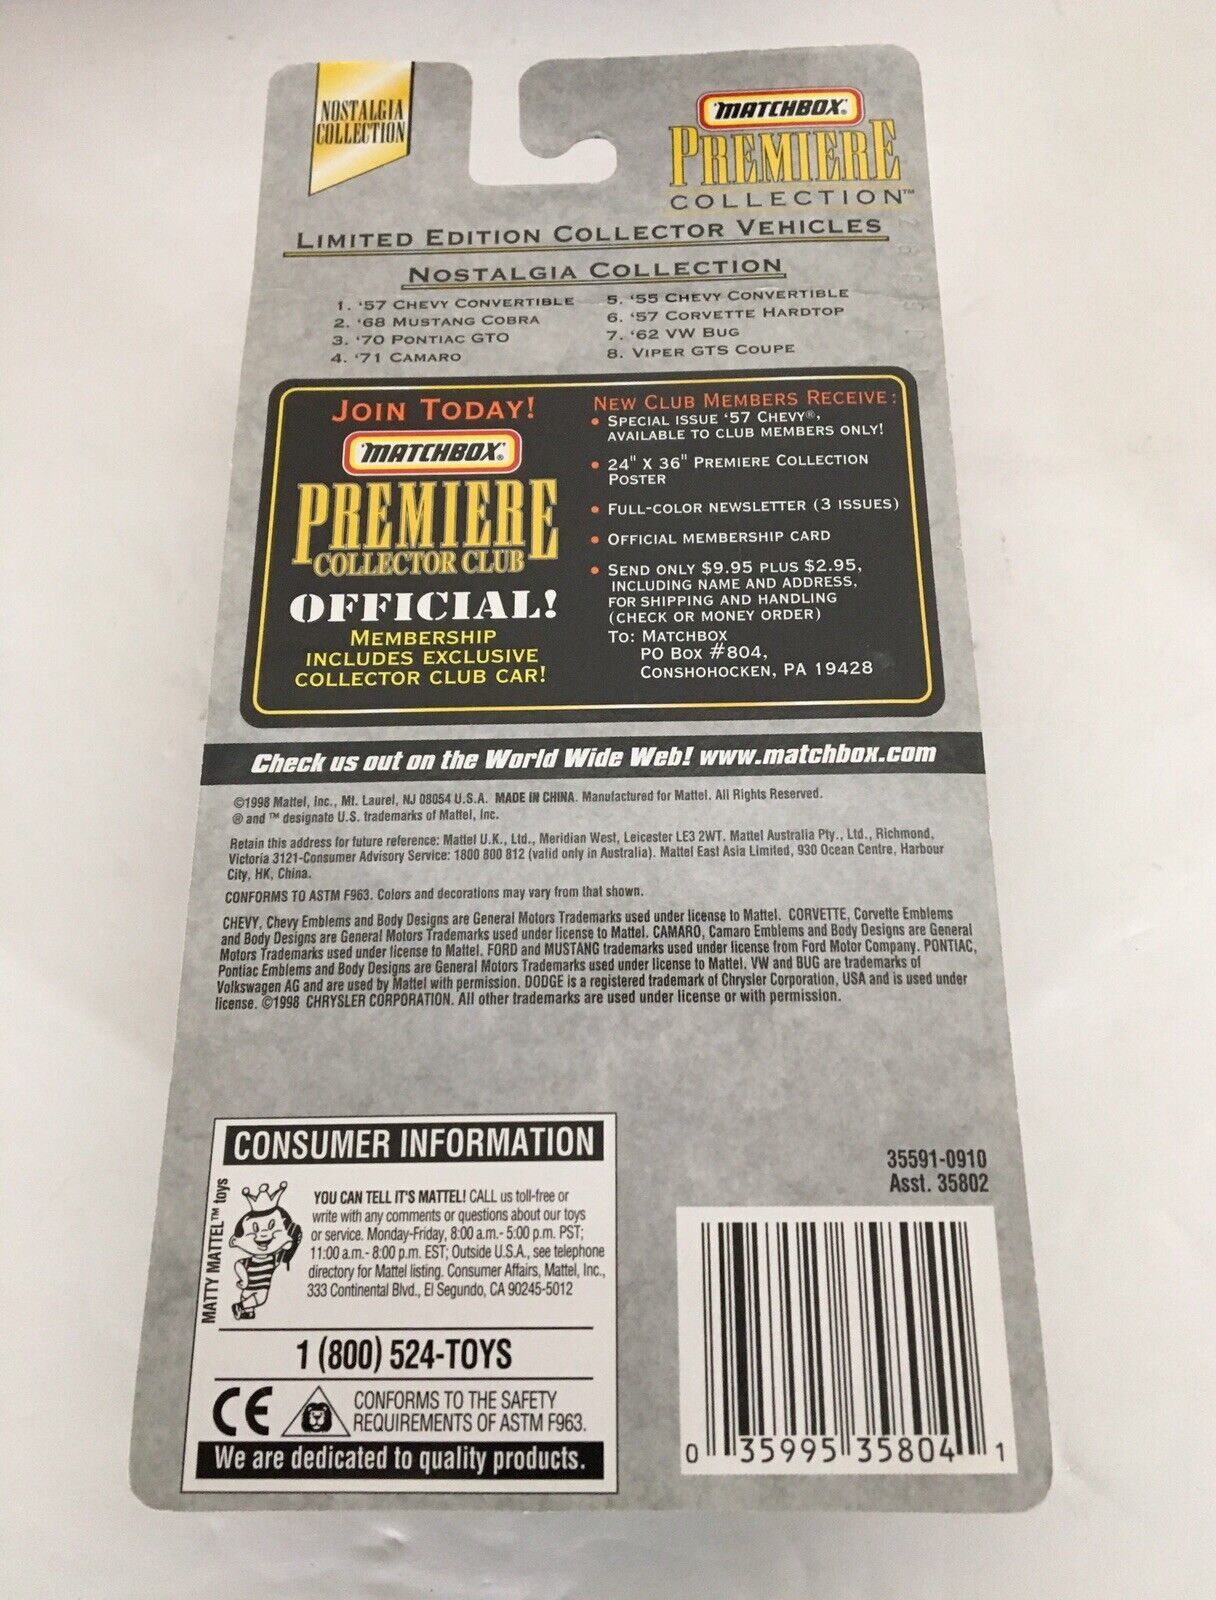 NOSTALGIA
COLLECTION
MATCHBOX®
PREMIERE
COLLECTION™
LIMITED EDITION COLLECTOR VEHICLES
NOSTALGIA COLLECTION
1. '57 CHEVY CONVERTIBLE
2. '68 MUSTANG COBRA
3. '70 PONTIAC GTO
4. '71 CAMARO
5. '55 CHEVY CONVERTIBLE
6. '57 CORVETTE HARDTOP
7. '62 VW BUG
8. VIPER GTS COUPE
JOIN TODAY!
MATCHBOX®
PREMIERE
COLLECTOR CLUB
OFFICIAL!
MEMBERSHIP
INCLUDES EXCLUSIVE
COLLECTOR CLUB CAR!
NEW CLUB MEMBERS RECEIVE:
• SPECIAL ISSUE '57 CHEVY®,
AVAILABLE TO CLUB MEMBERS ONLY!
• 24" X 36" PREMIERE COLLECTION
POSTER
• FULL-COLOR NEWSLETTER (3 ISSUES)
• OFFICIAL MEMBERSHIP CARD
• SEND ONLY $9.95 PLUS $2.95,
INCLUDING NAME AND ADDRESS,
FOR SHIPPING AND HANDLING
(CHECK OR MONEY ORDER)
TO: MATCHBOX
PO BOX #804,
CONSHOHOCKEN, PA 19428
Check us out on the World Wide Web! www.matchbox.com
©1998 Mattel, Inc., Mt. Laurel, NJ 08054 U.S.A. MADE IN CHINA. Manufactured for Mattel. All Rights Reserved.
® and ™ designate U.S. trademarks of Mattel, Inc.
Retain this address for future reference: Mattel U.K., Ltd., Meridian West, Leicester LE3 2WT. Mattel Australia Pty., Ltd., Richmond,
Victoria 3121-Consumer Advisory Service: 1800 800 812 (valid only in Australia). Mattel East Asia Limited, 930 Ocean Centre, Harbour
City, HK, China.
CONFORMS TO ASTM F963. Colors and decorations may vary from that shown.
CHEVY, Chevy Emblems and Body Designs are General Motors Trademarks used under license to Mattel. CORVETTE, Corvette Emblems
and Body Designs are General Motors Trademarks used under license to Mattel. CAMARO, Camaro Emblems and Body Designs are General
Motors Trademarks used under license to Mattel. FORD and MUSTANG trademarks used under license from Ford Motor Company. PONTIAC,
Pontiac Emblems and Body Designs are General Motors Trademarks used under license to Mattel. VW and BUG are trademarks of
Volkswagen AG and are used by Mattel with permission. DODGE is a registered trademark of Chrysler Corporation, USA and is used under
license. ©1998 CHRYSLER CORPORATION. All other trademarks are used under license or with permission.
CONSUMER INFORMATION
MATTY MATTEL™ toys
YOU CAN TELL IT'S MATTEL! CALL us toll-free or
write with any comments or questions about our toys
or service. Monday-Friday, 8:00 a.m.- 5:00 p.m. PST;
11:00 a.m.- 8:00 p.m. EST; Outside U.S.A., see telephone
directory for Mattel listing. Consumer Affairs, Mattel, Inc.,
333 Continental Blvd., El Segundo, CA 90245-5012
1 (800) 524-TOYS
CE
CONFORMS TO THE SAFETY
REQUIREMENTS OF ASTM F963.
We are dedicated to quality products.
35591-0910
Asst. 35802
0 35995 35804 1